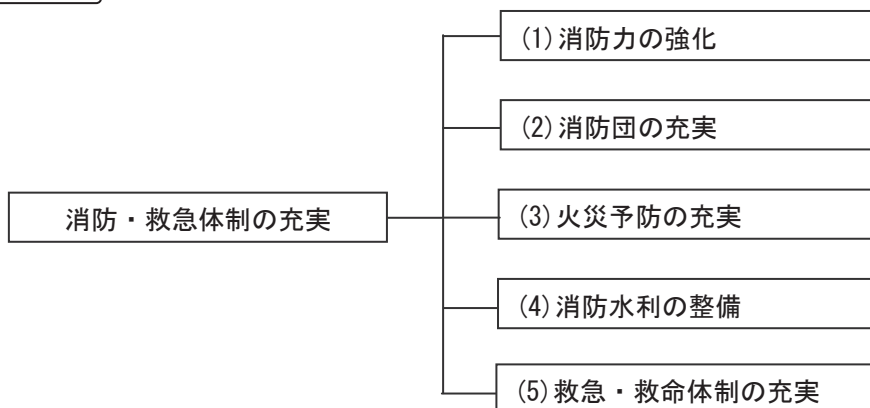 (1)消防力の強化
(2)消防団の充実
消防・救急体制の充実
(3)火災予防の充実
(4)消防水利の整備
(5)救急・救命体制の充実